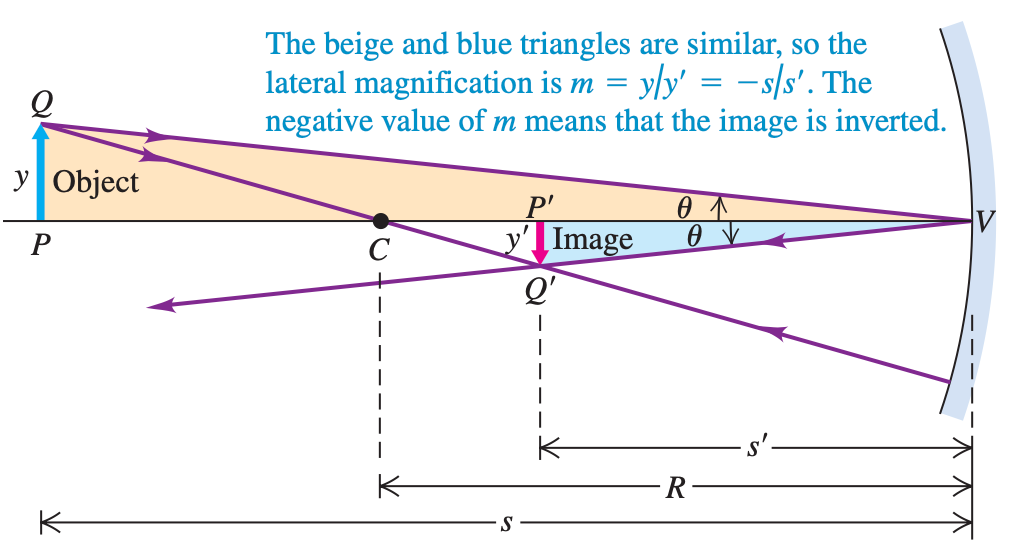 The beige and blue triangles are similar, so the
lateral magnification is m = y/y' = −s/s'. The
negative value of m means that the image is inverted.
Q
y
Object
P
C
P'
y'
Image
Q'
θ
θ
V
s'
R
s